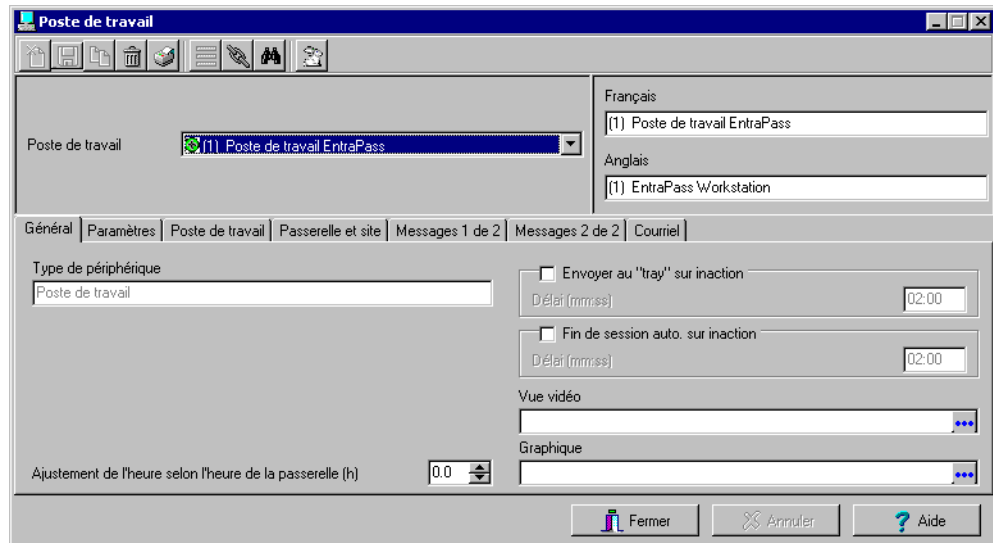 Poste de travail
Poste de travail
(1) Poste de travail EntraPass
Français
(1) Poste de travail EntraPass
Anglais
(1) EntraPass Workstation
Général Paramètres Poste de travail Passerelle et site Messages 1 de 2 Messages 2 de 2 Courriel
Type de périphérique
Poste de travail
Ajustement de l'heure selon l'heure de la passerelle (h) 0.0
Envoyer au "tray" sur inaction
Délai (mm:ss) 02:00
Fin de session auto. sur inaction
Délai (mm:ss) 02:00
Vue vidéo
Graphique
Fermer Annuler Aide